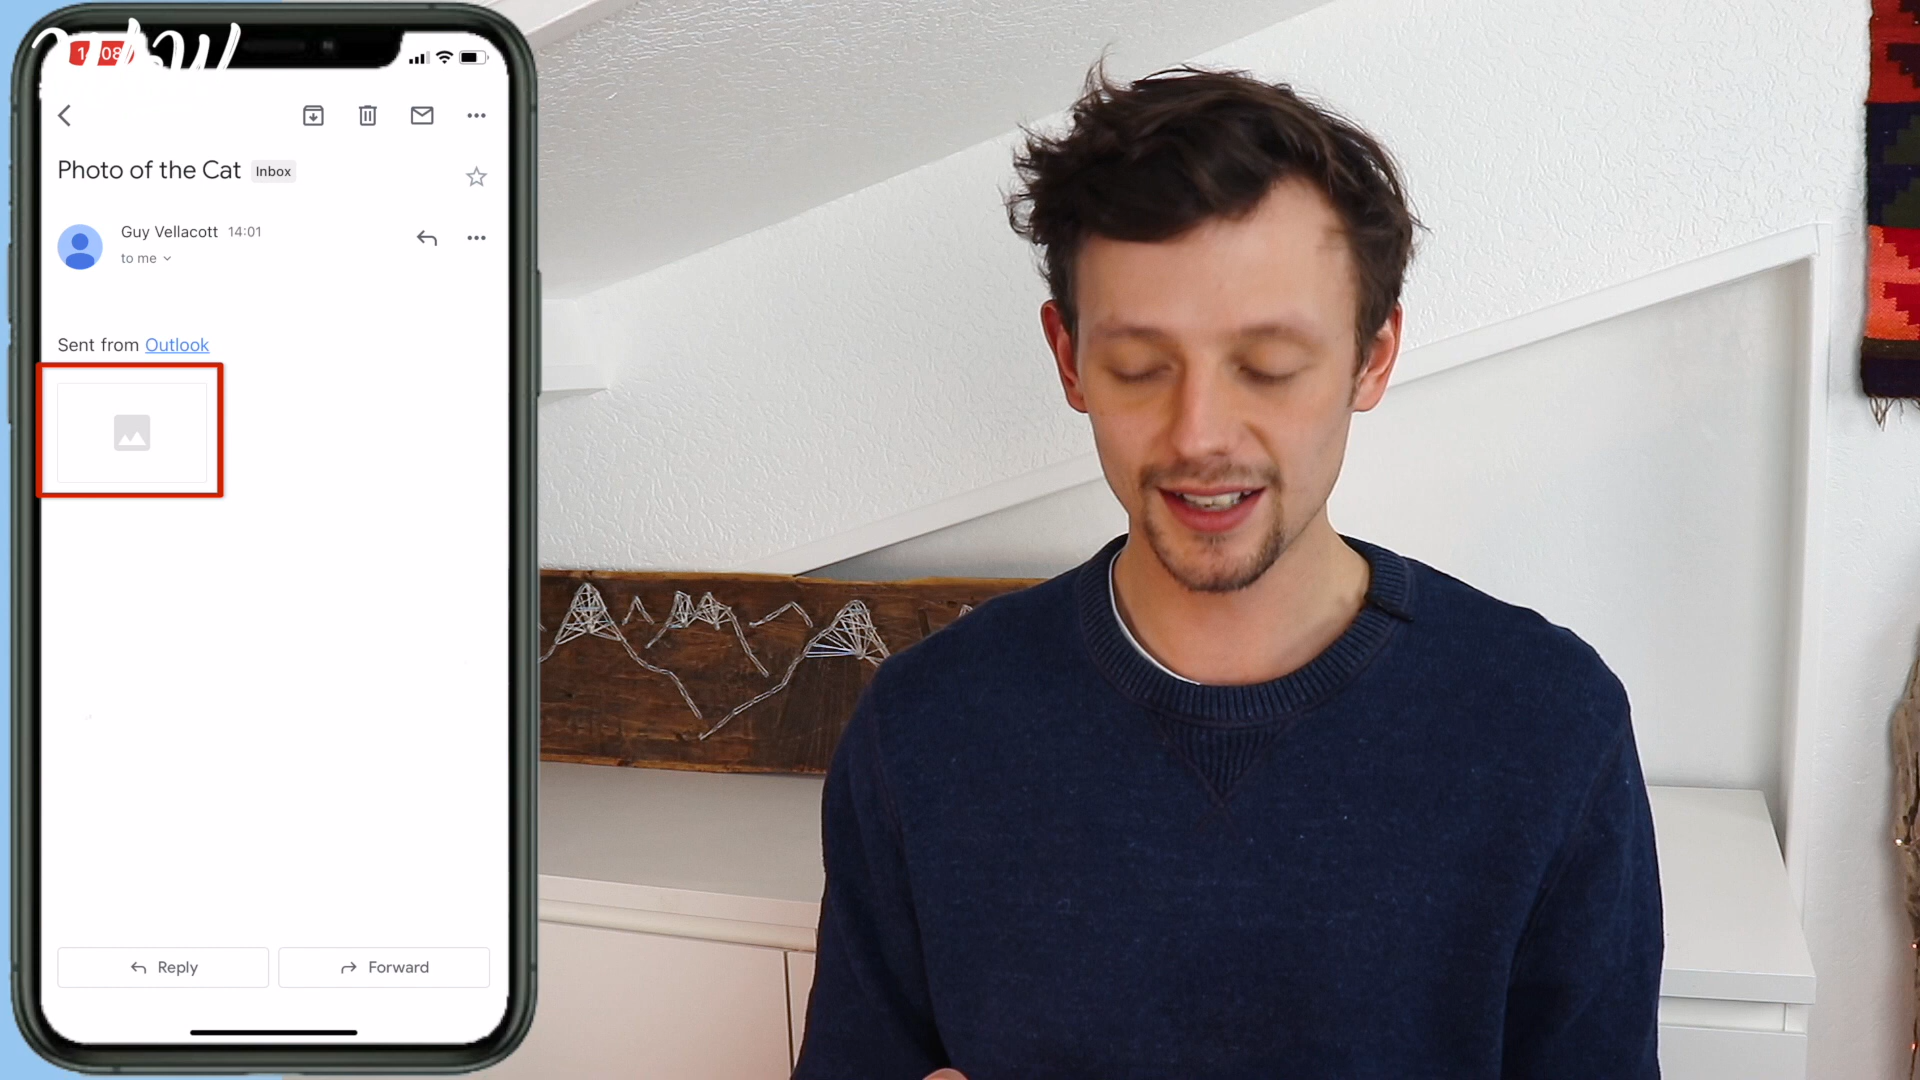 Photo of the Cat Inbox
Guy Vellacott 14:01
to me
Sent from Outlook
Reply
Forward